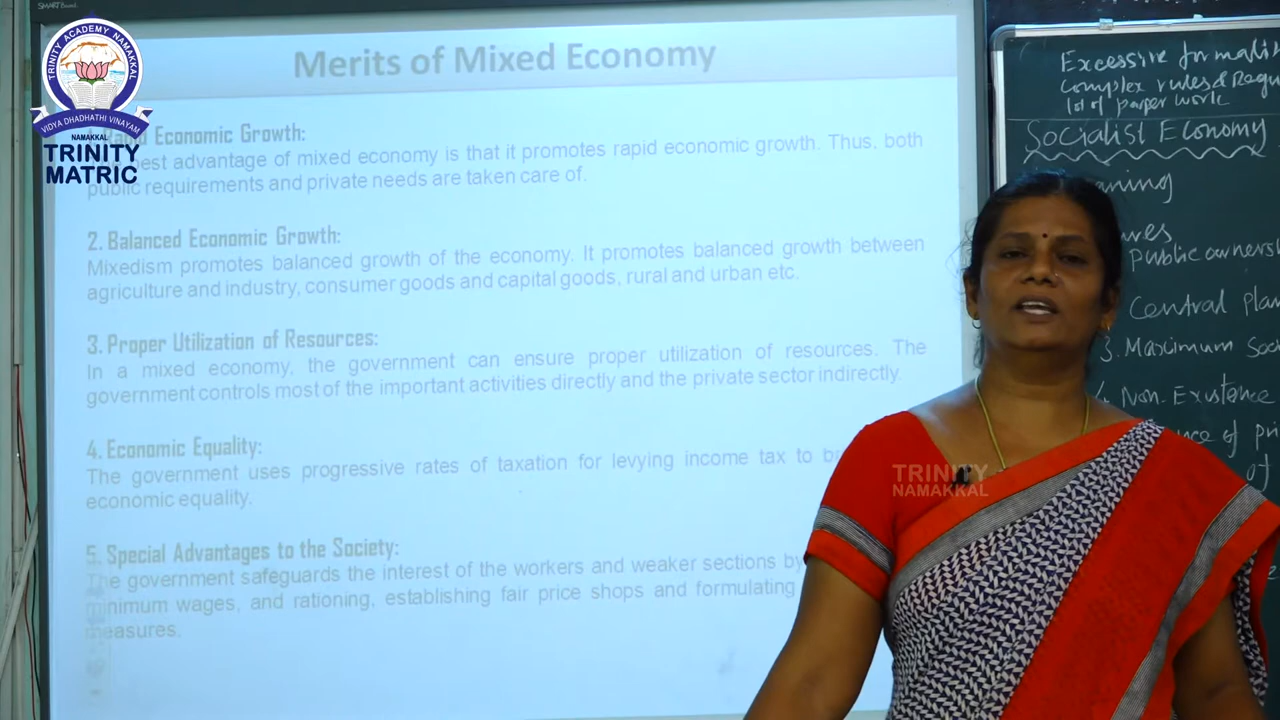 SMART Board
TRINITY ACADEMY NAMAKKAL
VIDYA DHADHATHI VINAYAM
NAMAKKAL
TRINITY
MATRIC
Merits of Mixed Economy
Economic Growth:
advantage of mixed economy is that it promotes rapid economic growth. Thus, both
public requirements and private needs are taken care of.
2. Balanced Economic Growth:
Mixedism promotes balanced growth of the economy. It promotes balanced growth between
agriculture and industry, consumer goods and capital goods, rural and urban etc.
3. Proper Utilization of Resources:
In a mixed economy, the government can ensure proper utilization of resources. The
government controls most of the important activities directly and the private sector indirectly.
4. Economic Equality:
The government uses progressive rates of taxation for levying income tax to
economic equality.
5. Special Advantages to the Society:
The government safeguards the interest of the workers and weaker sections by
minimum wages, and rationing, establishing fair price shops and formulating
measures.
TRINITY
NAMAKKAL
Excessive
Complex rules &
lot of paper work
Socialist Economy
Public
Central
3. Maximum
4. Non-Existence
of
of